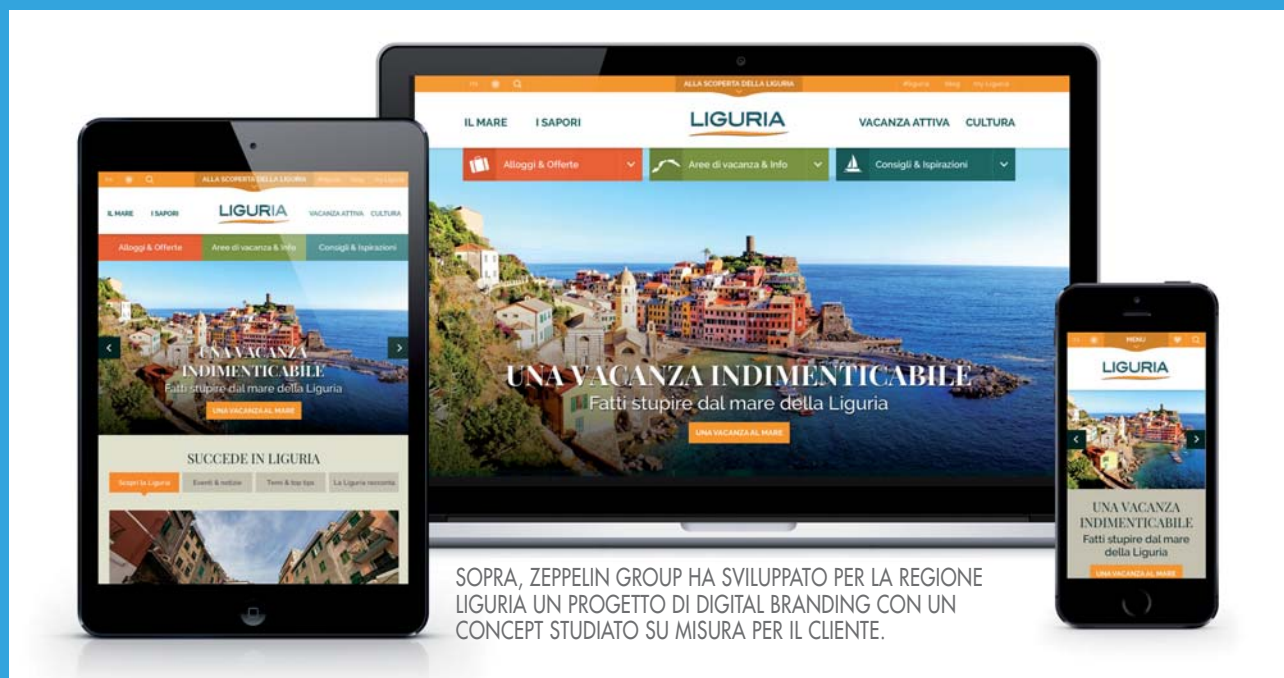 ALLA SCOPERTA DELLA LIGURIA
IL MARE I SAPORI LIGURIA VACANZA ATTIVA CULTURA
Alloggi & Offerte Aree di vacanza & Info Consigli & Ispirazioni
UNA VACANZA INDIMENTICABILE
Fatti stupire dal mare della Liguria
UNA VACANZA AL MARE
ALLA SCOPERTA DELLA LIGURIA
IL MARE I SAPORI LIGURIA VACANZA ATTIVA CULTURA
Alloggi & Offerte Aree di vacanza & Info Consigli & Ispirazioni
UNA VACANZA
INDIMENTICABILE
Fatti stupire dal mare della Liguria
UNA VACANZA AL MARE
SUCCEDE IN LIGURIA
Scopri la Liguria Eventi & notizie Temi & top tips La Liguria racconta
MENU
LIGURIA
UNA VACANZA
INDIMENTICABILE
Fatti stupire dal mare
della Liguria
UNA VACANZA AL MARE
SOPRA, ZEPPELIN GROUP HA SVILUPPATO PER LA REGIONE
LIGURIA UN PROGETTO DI DIGITAL BRANDING CON UN
CONCEPT STUDIATO SU MISURA PER IL CLIENTE.